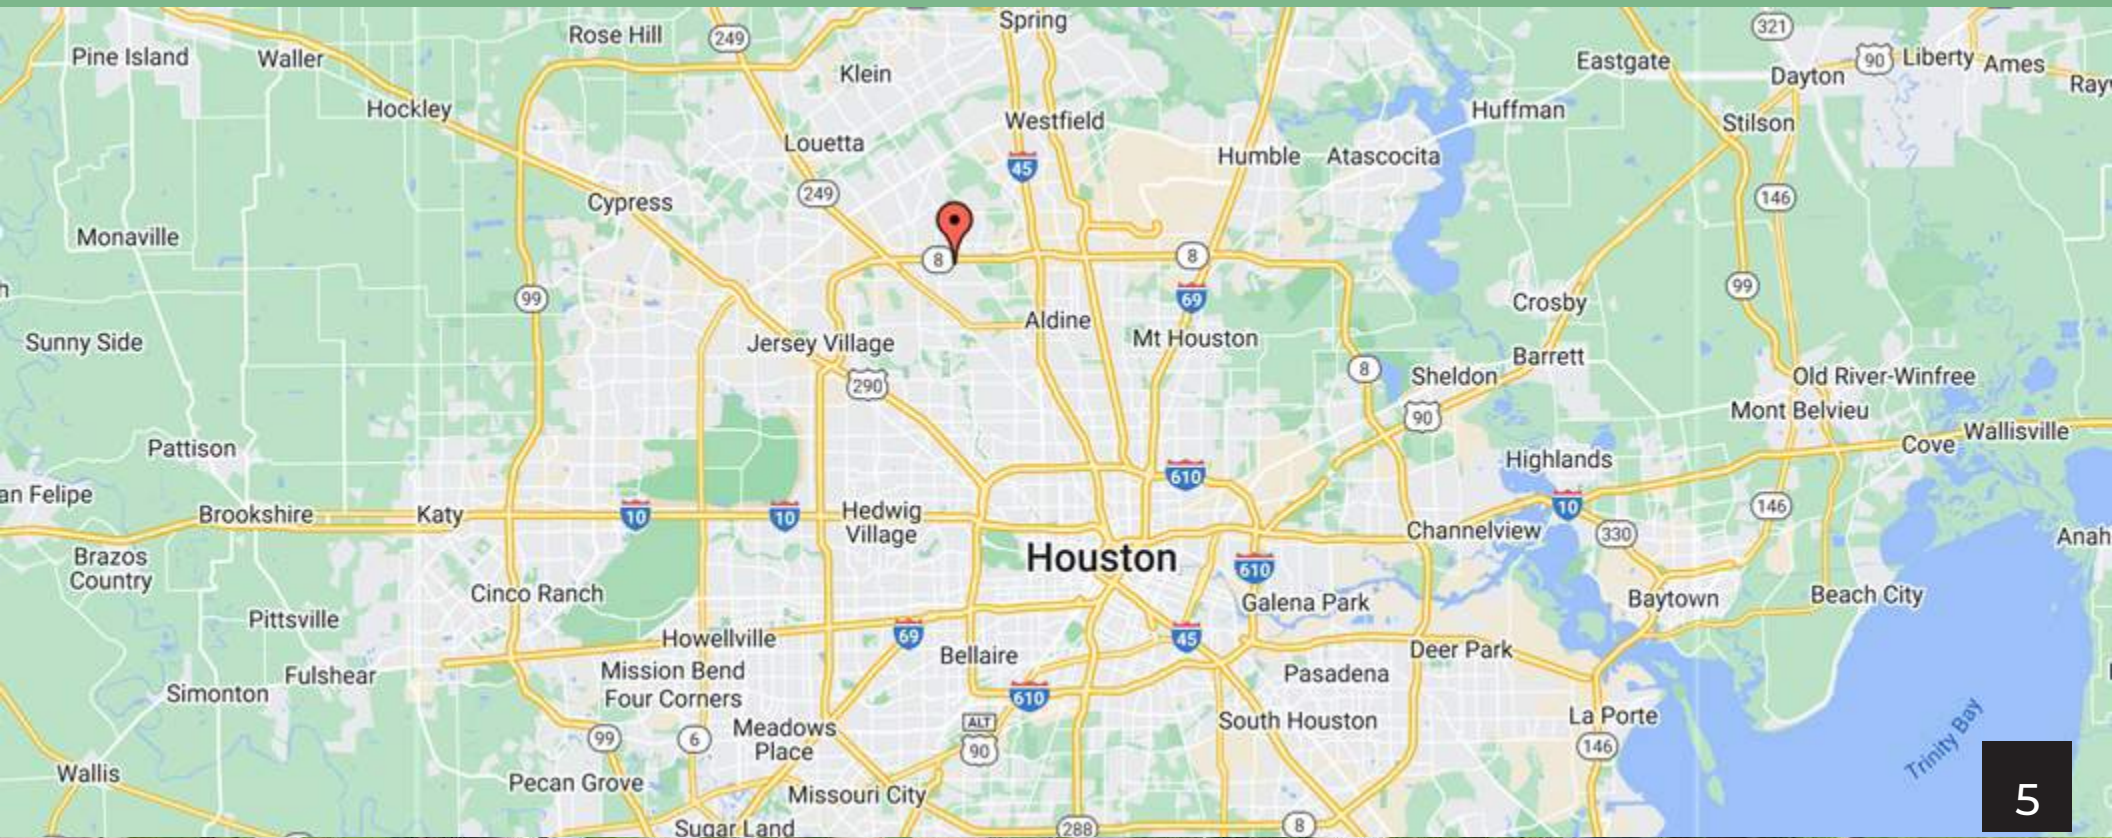 Spring
321
Rose Hill
249
Pine Island
Waller
Eastgate
90
Liberty
Ames
Klein
Dayton
Hockley
Huffman
Westfield
Stilson
Louetta
45
Humble
Atascocita
249
146
Cypress
Monaville
8
8
99
69
99
Crosby
Aldine
Sunny Side
Jersey Village
Mt Houston
Barrett
8
Sheldon
Old River-Winfree
290
90
Mont Belvieu
Pattison
Cove
Wallisville
Highlands
610
an Felipe
Brookshire
Katy
10
10
Hedwig
Village
10
146
Channelview
330
Anah
Brazos
Country
Houston
610
Cinco Ranch
Galena Park
Baytown
Beach City
Pittsville
Howellville
69
45
Bellaire
Deer Park
Fulshear
Mission Bend
Pasadena
Simonton
Four Corners
610
South Houston
La Porte
ALT
90
Meadows
Place
99
6
146
Trinity Bay
Wallis
Pecan Grove
Missouri City
Sugar Land
288
8
5